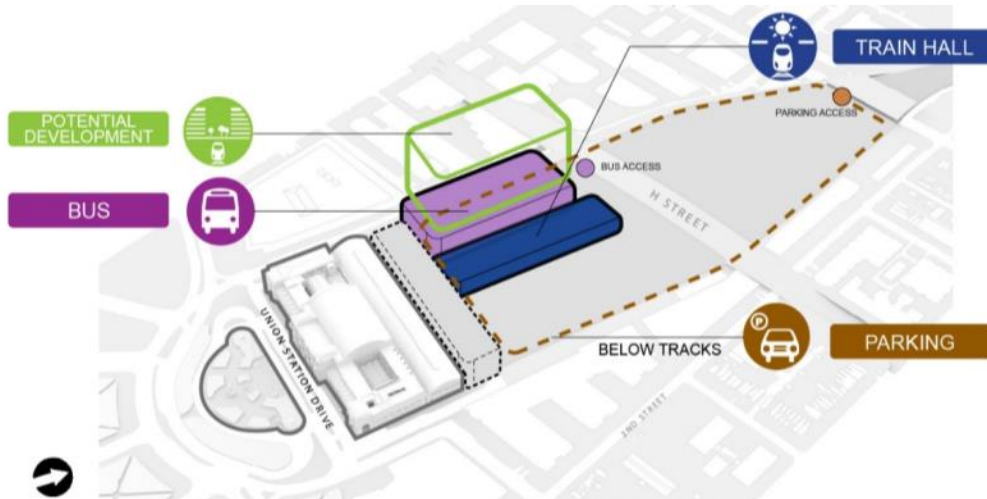 TRAIN HALL
PARKING ACCESS
POTENTIAL
DEVELOPMENT
BUS ACCESS
BUS
H STREET
UNION STATION DRIVE
BELOW TRACKS
P
PARKING
2ND STREET